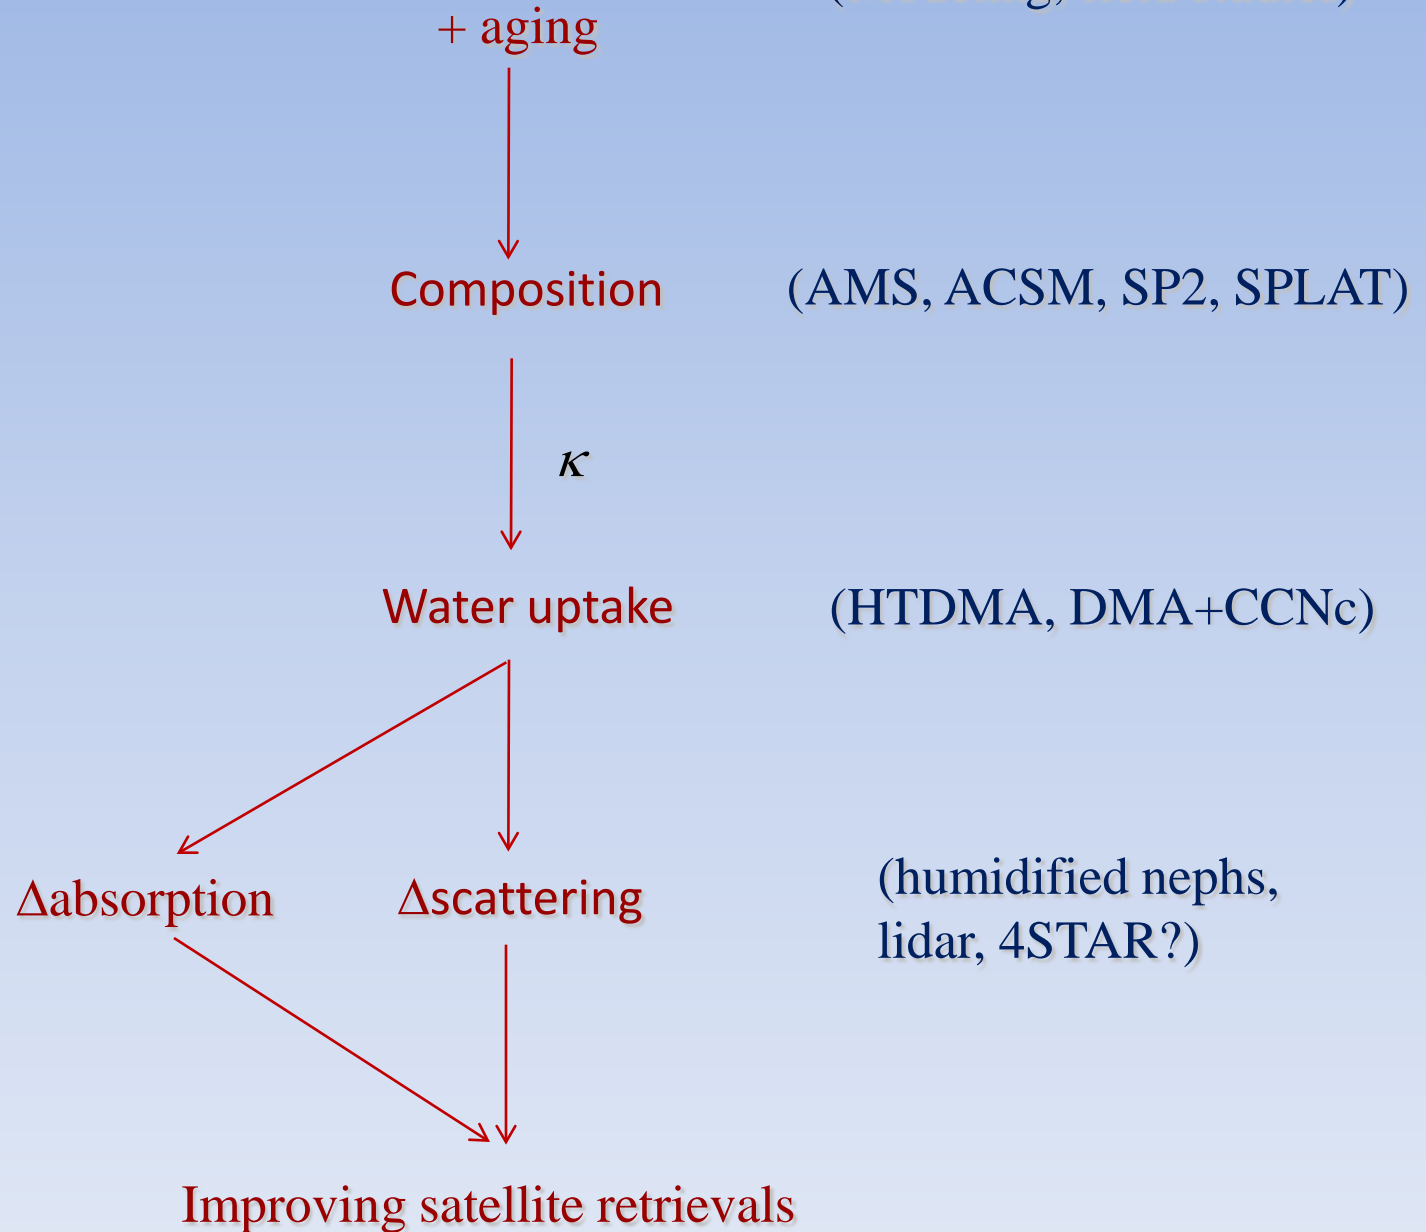 + aging
Composition (AMS, ACSM, SP2, SPLAT)
κ
Water uptake (HTDMA, DMA+CCNc)
Δabsorption Δscattering (humidified nephs,
lidar, 4STAR?)
Improving satellite retrievals